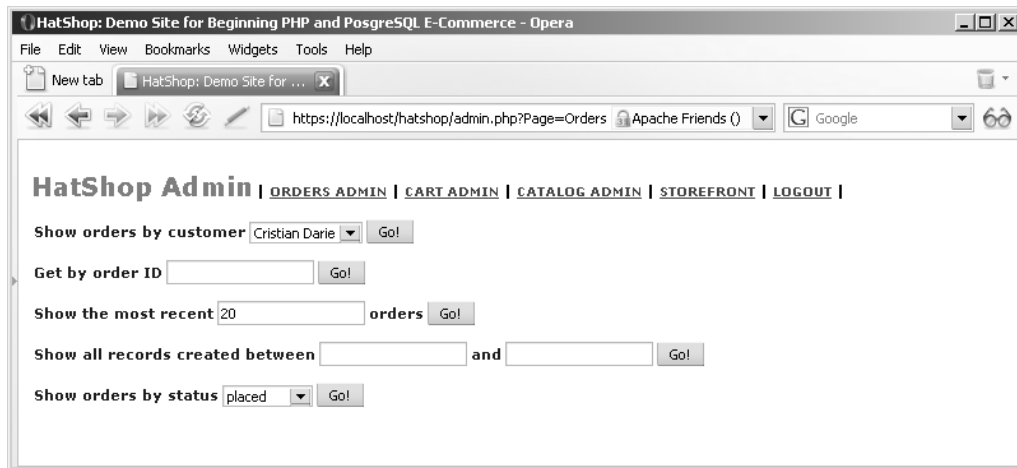 HatShop: Demo Site for Beginning PHP and PosgreSQL E-Commerce - Opera
File Edit View Bookmarks Widgets Tools Help
New tab HatShop: Demo Site for ... X
https://localhost/hatshop/admin.php?Page=Orders Apache Friends () G Google
HatShop Admin | ORDERS ADMIN | CART ADMIN | CATALOG ADMIN | STOREFRONT | LOGOUT |
Show orders by customer Cristian Darie Go!
Get by order ID Go!
Show the most recent 20 orders Go!
Show all records created between and Go!
Show orders by status placed Go!